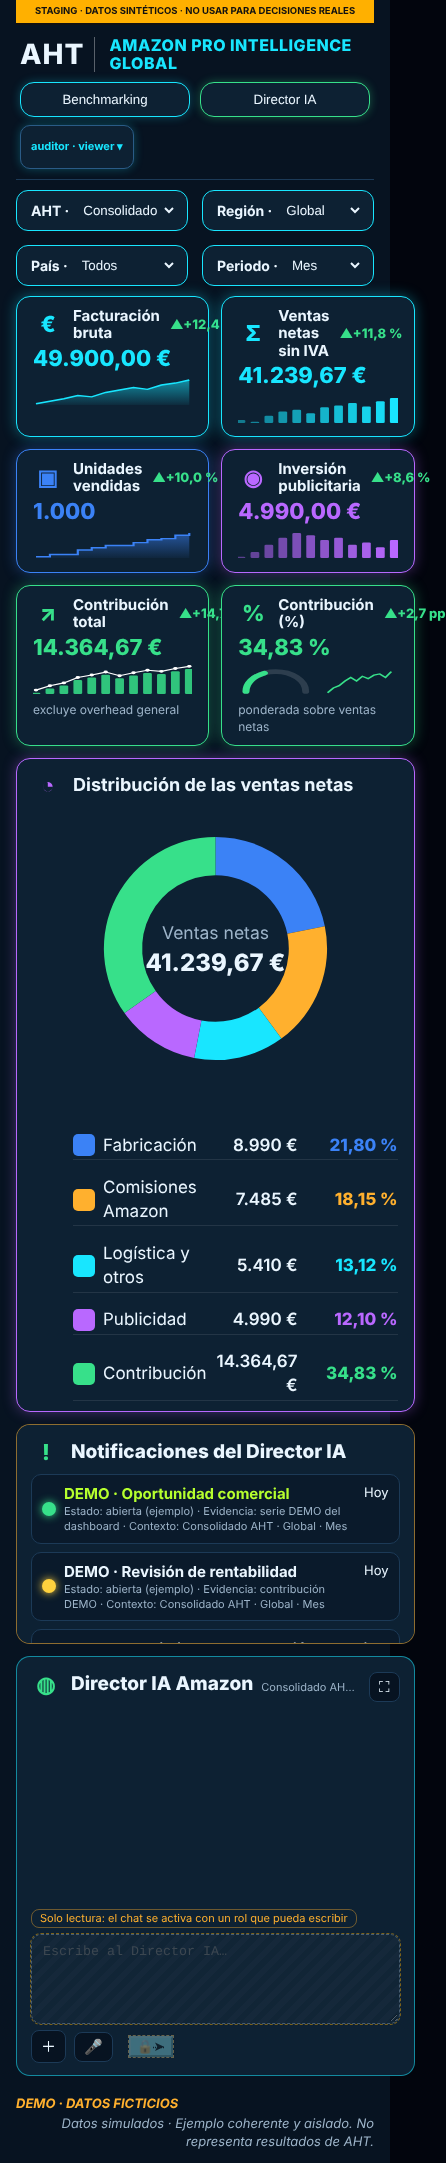 STAGING · DATOS SINTÉTICOS · NO USAR PARA DECISIONES REALES
AHT
AMAZON PRO INTELLIGENCE
GLOBAL
Benchmarking
Director IA
auditor · viewer ▾
AHT · Consolidado
Región · Global
País · Todos
Periodo · Mes
€ Facturación
bruta
▲+12,4
49.900,00 €
Σ Ventas
netas
sin IVA
▲+11,8 %
41.239,67 €
Unidades
vendidas
▲+10,0 %
1.000
Inversión
publicitaria
▲+8,6 %
4.990,00 €
Contribución
total
▲+14,
14.364,67 €
excluye overhead general
% Contribución
(%)
▲+2,7 pp
34,83 %
ponderada sobre ventas
netas
Distribución de las ventas netas
Ventas netas
41.239,67 €
Fabricación 8.990 € 21,80 %
Comisiones
Amazon
7.485 € 18,15 %
Logística y
otros
5.410 € 13,12 %
Publicidad 4.990 € 12,10 %
Contribución 14.364,67
€
34,83 %
! Notificaciones del Director IA
DEMO · Oportunidad comercial Hoy
Estado: abierta (ejemplo) · Evidencia: serie DEMO del
dashboard · Contexto: Consolidado AHT · Global · Mes
DEMO · Revisión de rentabilidad Hoy
Estado: abierta (ejemplo) · Evidencia: contribución
DEMO · Contexto: Consolidado AHT · Global · Mes
Director IA Amazon Consolidado AH...
Solo lectura: el chat se activa con un rol que pueda escribir
Escribe al Director IA…
DEMO · DATOS FICTICIOS
Datos simulados · Ejemplo coherente y aislado. No
representa resultados de AHT.